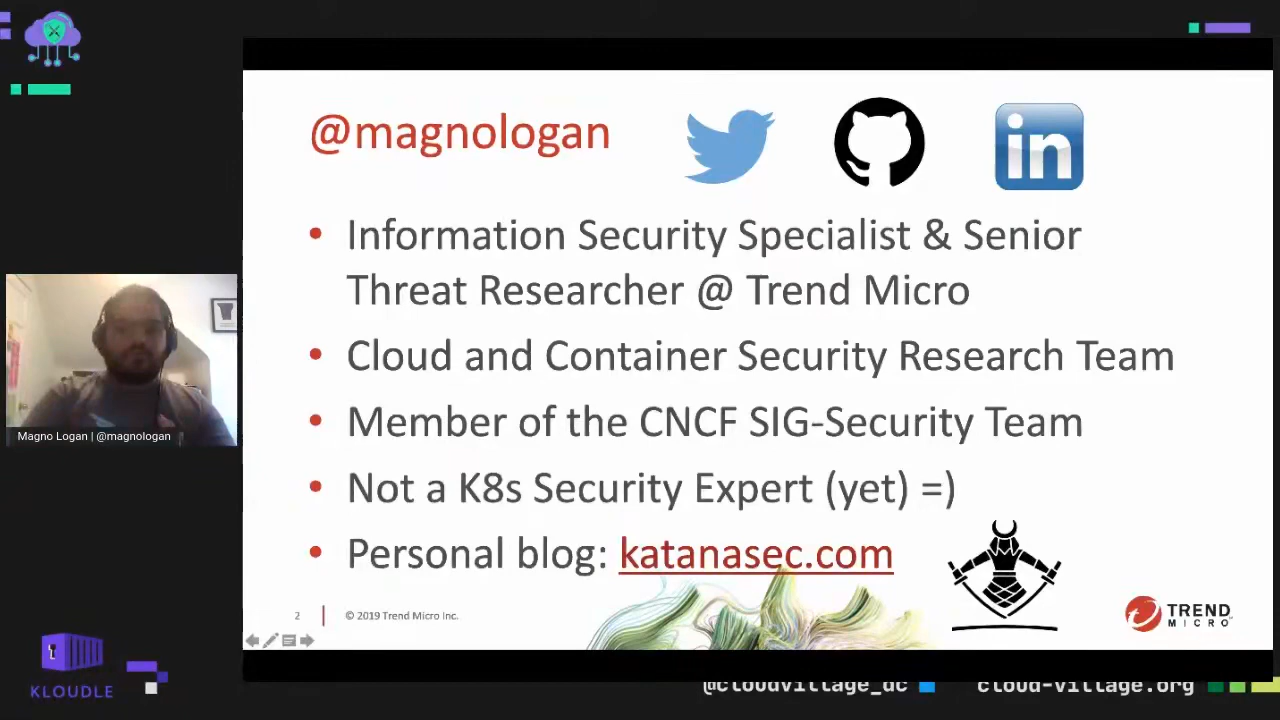 @magnologan
in
Information Security Specialist & Senior
Threat Researcher @ Trend Micro
Cloud and Container Security Research Team
Member of the CNCF SIG-Security Team
Not a K8s Security Expert (yet) =)
Personal blog: katanasec.com
2
© 2019 Trend Micro Inc.
TREND
MICRO™
Magno Logan | @magnologan
KLOUDLE
@cloudvillage_dc
cloud-village.org